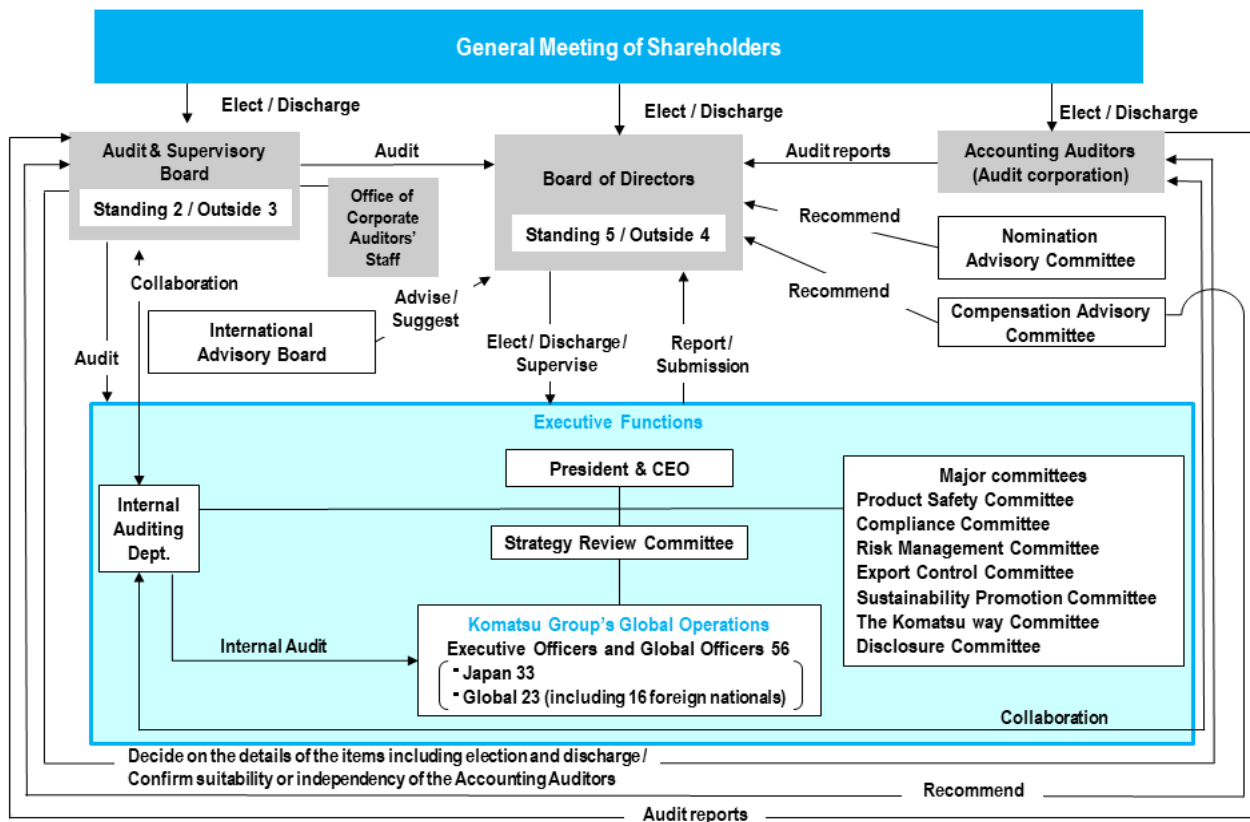 General Meeting of Shareholders
Elect / Discharge
Elect / Discharge
Elect / Discharge
Audit & Supervisory
Board
Standing 2 / Outside 3
Audit
Office of
Corporate
Auditors'
Staff
Board of Directors
Standing 5 / Outside 4
Audit reports
Accounting Auditors
(Audit corporation)
Recommend
Nomination
Advisory Committee
Recommend
Compensation Advisory
Committee
Collaboration
Advise/
Suggest
International
Advisory Board
Audit
Elect/ Discharge/
Supervise
Report/
Submission
Executive Functions
President & CEO
Strategy Review Committee
Internal
Auditing
Dept.
Major committees
Product Safety Committee
Compliance Committee
Risk Management Committee
Export Control Committee
Sustainability Promotion Committee
The Komatsu way Committee
Disclosure Committee
Internal Audit
Komatsu Group's Global Operations
Executive Officers and Global Officers 56
- Japan 33
- Global 23 (including 16 foreign nationals)
Collaboration
Decide on the details of the items including election and discharge/
Confirm suitability or independency of the Accounting Auditors
Recommend
Audit reports